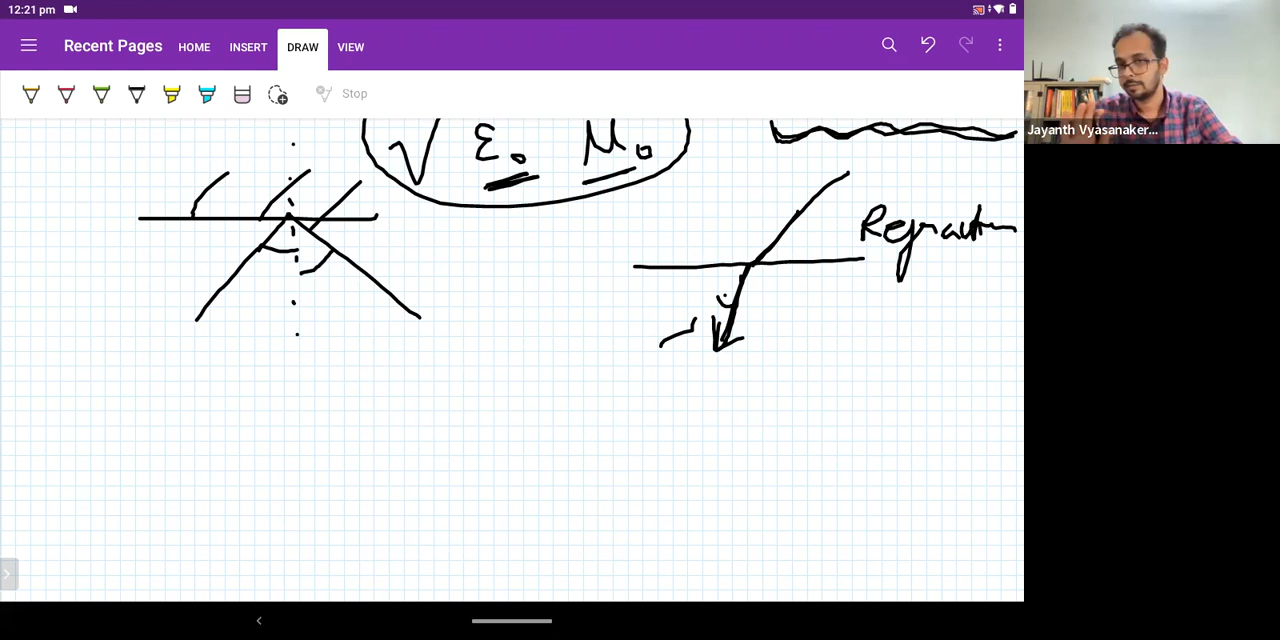 12:21 pm
Recent Pages HOME INSERT DRAW VIEW
Stop
Jayanth Vyasanaker...
√ ε₀ μ₀
Refraction